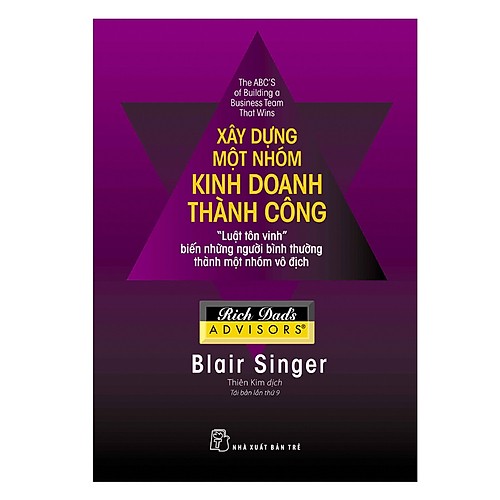 The ABC'S
of Building a
Business Team
That Wins
XÂY DỰNG
MỘT NHÓM
KINH DOANH
THÀNH CÔNG
"Luật tôn vinh"
biến những người bình thường
thành một nhóm vô địch
Rich Dad's
ADVISORS®
Blair Singer
Thiên Kim dịch
Tái bản lần thứ 9
NHÀ XUẤT BẢN TRẺ